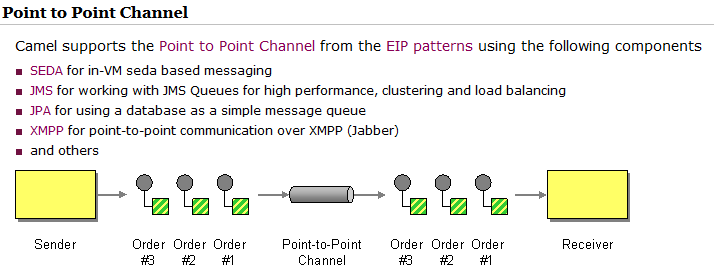 Point to Point Channel
Camel supports the Point to Point Channel from the EIP patterns using the following components
SEDA for in-VM seda based messaging
JMS for working with JMS Queues for high performance, clustering and load balancing
JPA for using a database as a simple message queue
XMPP for point-to-point communication over XMPP (Jabber)
and others
Sender Order Order Order Point-to-Point Order Order Order Receiver
#3 #2 #1 Channel #3 #2 #1